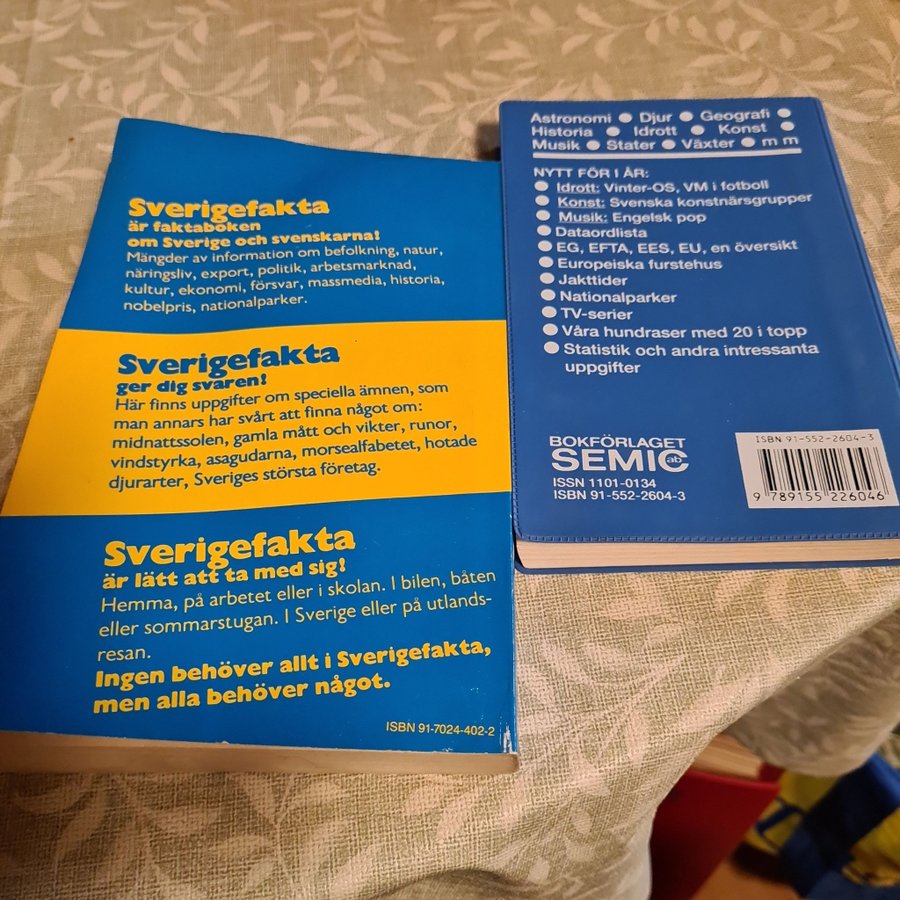 Sverigefakta
är faktaboken
om Sverige och svenskarna!
Mängder av information om befolkning, natur,
näringsliv, export, politik, arbetsmarknad,
kultur, ekonomi, försvar, massmedia, historia,
nobelpris, nationalparker.
Sverigefakta
ger dig svaren!
Här finns uppgifter om speciella ämnen, som
man annars har svårt att finna något om:
midnattssolen, gamla mått och vikter, runor,
vindstyrka, asagudarna, morsealfabetet, hotade
djurarter, Sveriges största företag.
Sverigefakta
är lätt att ta med sig!
Hemma, på arbetet eller i skolan. I bilen, båten
eller sommarstugan. I Sverige eller på utlands-
resan.
Ingen behöver allt i Sverigefakta,
men alla behöver något.
ISBN 91-7024-402-2
Astronomi ● Djur ● Geografi ●
Historia ● Idrott ● Konst ●
Musik ● Stater ● Växter ● m m
NYTT FÖR I ÅR:
● Idrott: Vinter-OS, VM i fotboll
● Konst: Svenska konstnärsgrupper
● Musik: Engelsk pop
● Dataordlista
● EG, EFTA, EES, EU, en översikt
● Europeiska furstehus
● Jakttider
● Nationalparker
● TV-serier
● Våra hundraser med 20 i topp
● Statistik och andra intressanta
uppgifter
BOKFÖRLAGET
SEMIC ab
ISSN 1101-0134
ISBN 91-552-2604-3
ISBN 91-552-2604-3
9 789155 226046